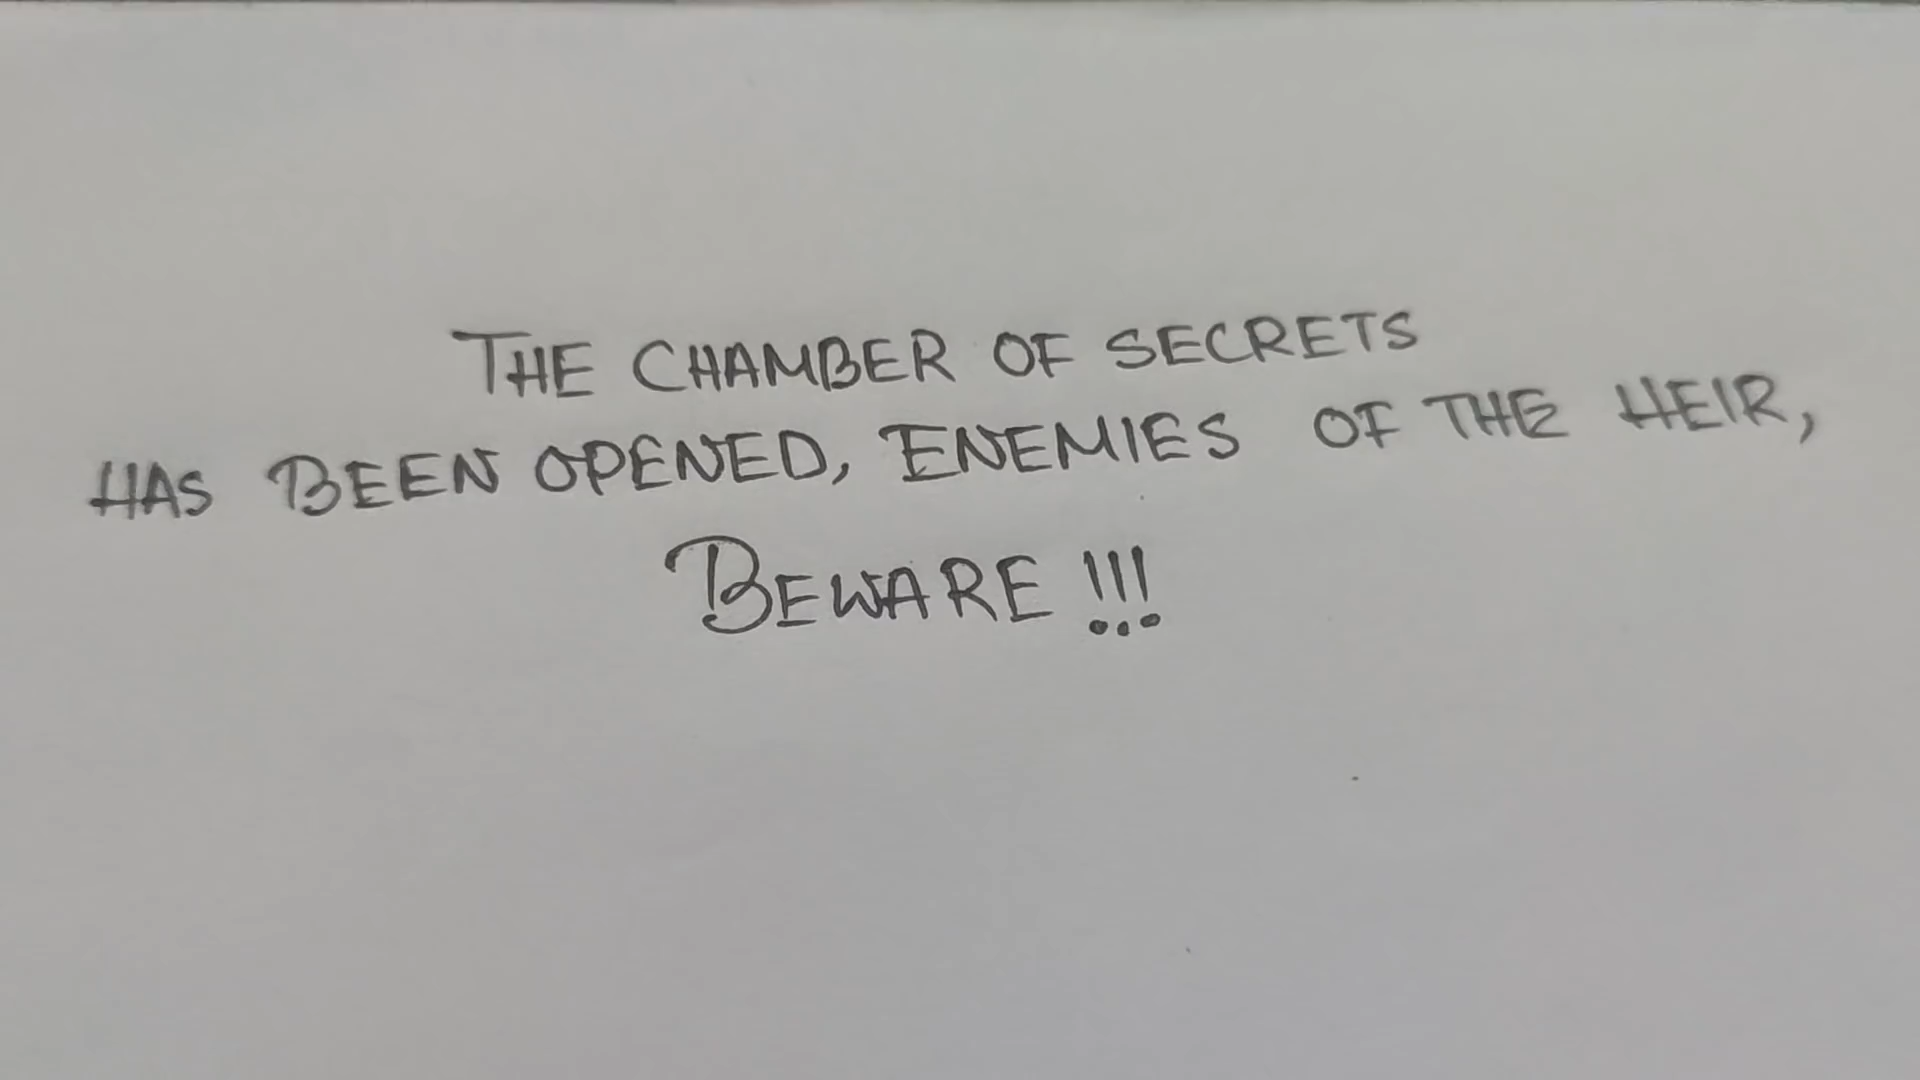 THE CHAMBER OF SECRETS
HAS BEEN OPENED, ENEMIES OF THE HEIR,
BEWARE !!!